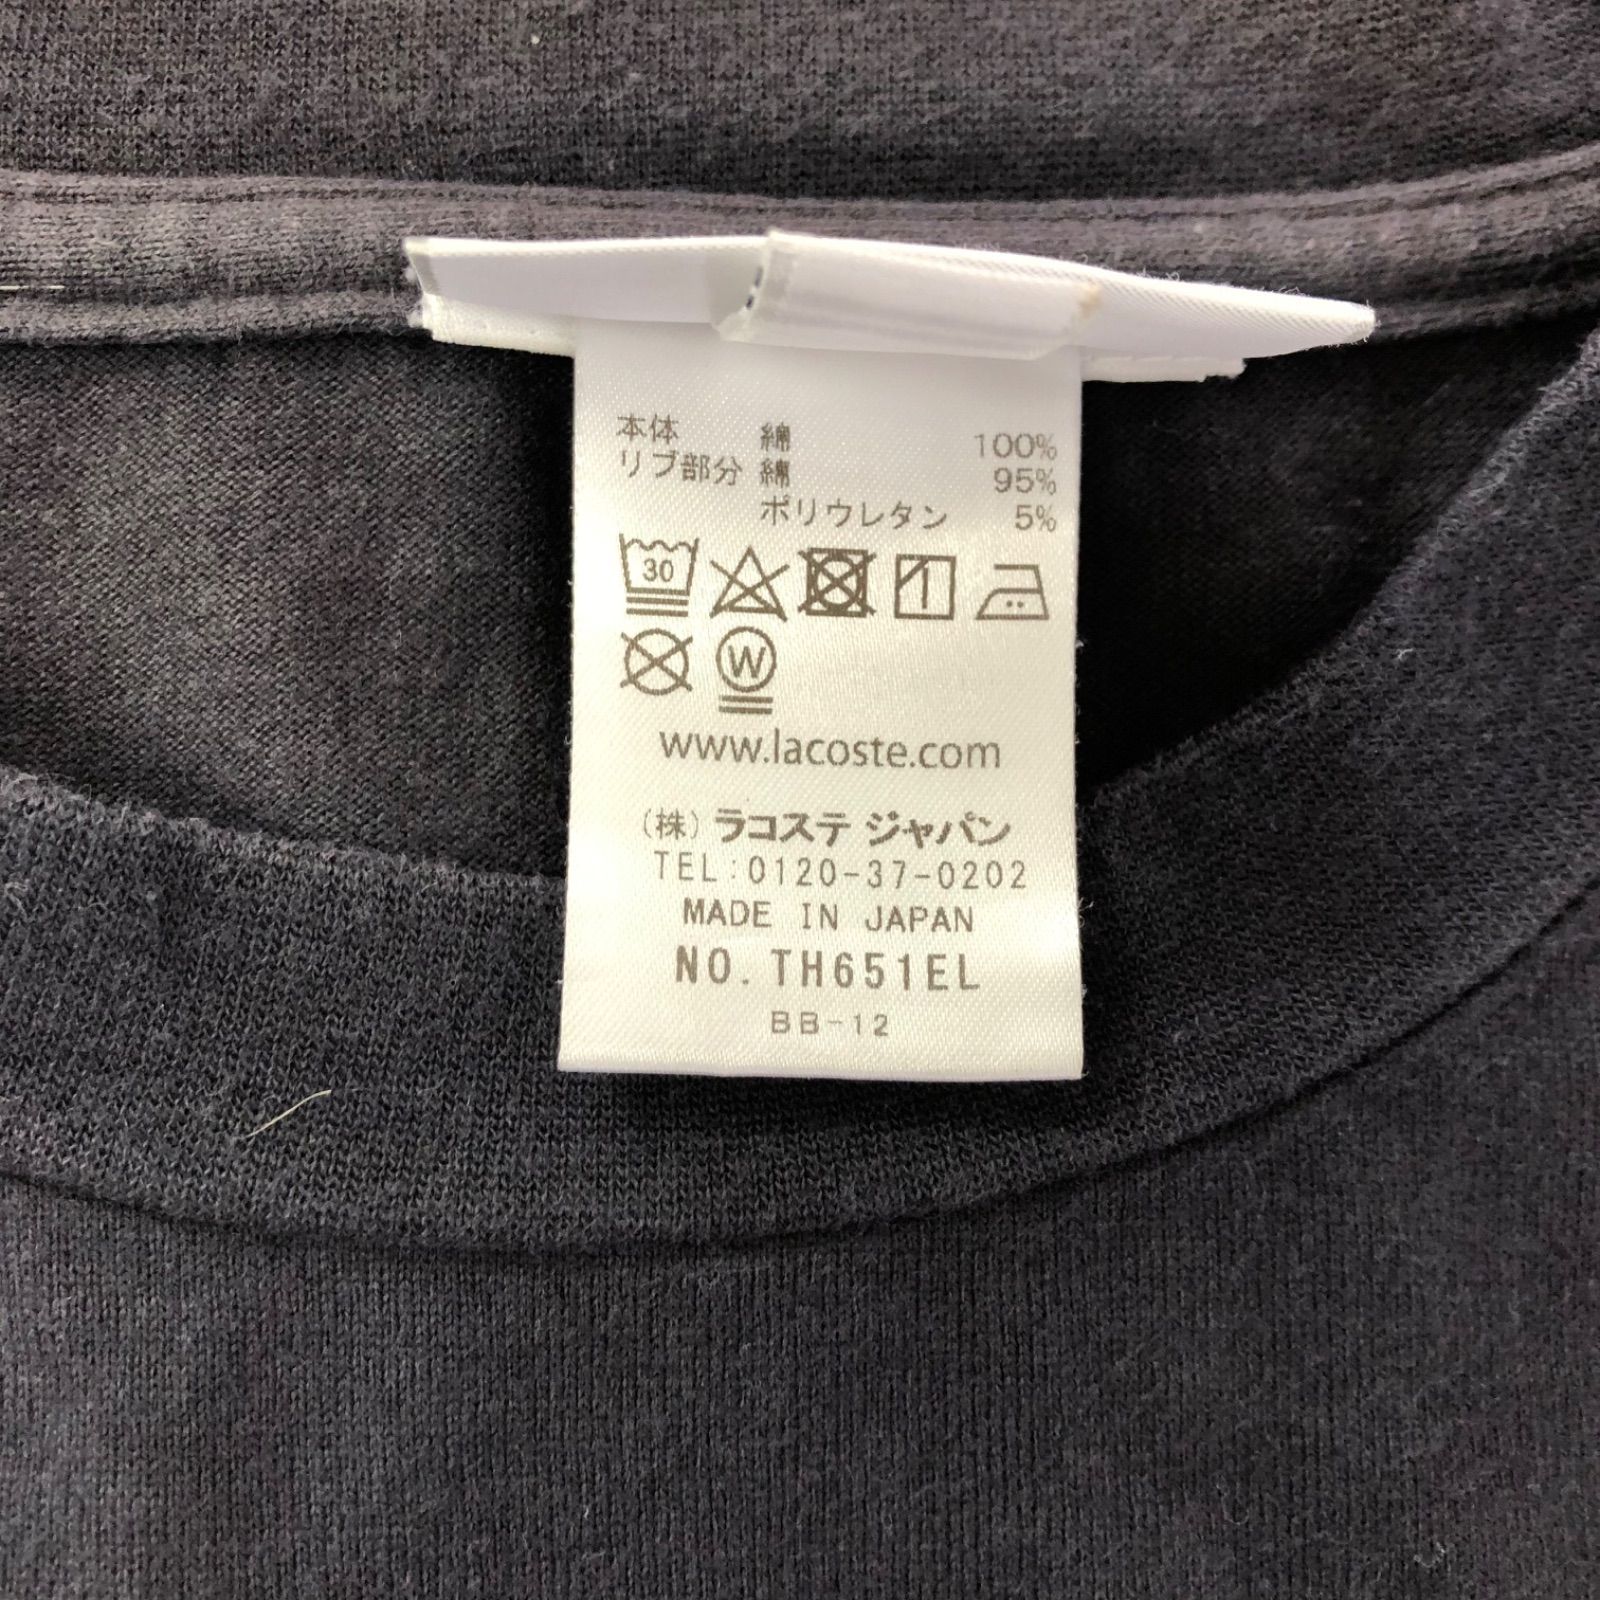 本体 綿 100%
リブ部分 綿 95%
ポリウレタン 5%
30
W
www.lacoste.com
(株) ラコステ ジャパン
TEL:0120-37-0202
MADE IN JAPAN
NO. TH651EL
BB-12